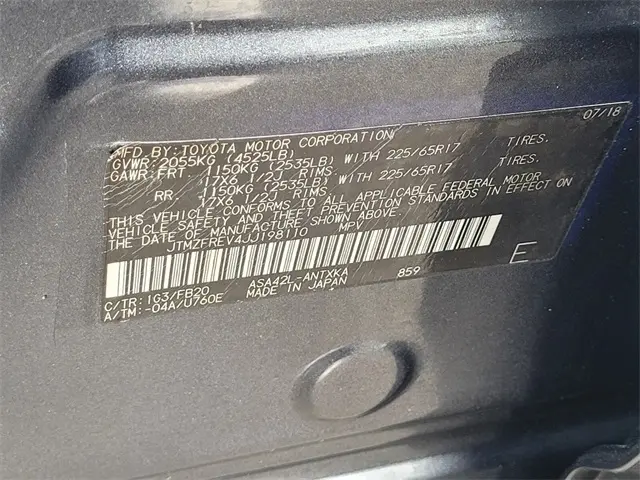 MFD.BY:TOYOTA MOTOR CORPORATION 07/18
GVWR:2055KG (4525LB)
GAWR:FRT. 1150KG (2535LB) WITH 225/65R17 TIRES.
17X6 1/2J RIMS.
RR. 1150KG (2535LB) WITH 225/65R17 TIRES.
17X6 1/2J RIMS.
THIS VEHICLE CONFORMS TO ALL APPLICABLE FEDERAL MOTOR
VEHICLE SAFETY AND BUMPER STANDARDS IN EFFECT ON
THE DATE OF MANUFACTURE SHOWN ABOVE.
JTMZFREV4JJ198110 MPV
E
C/TR:1G3/FB20 ASA42L-ANTXKA 859
A/TM:-04A/U760E MADE IN JAPAN